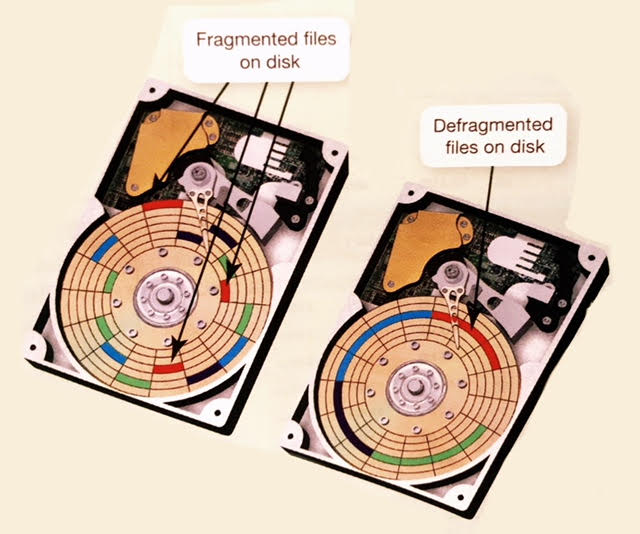 Fragmented files
on disk
Defragmented
files on disk